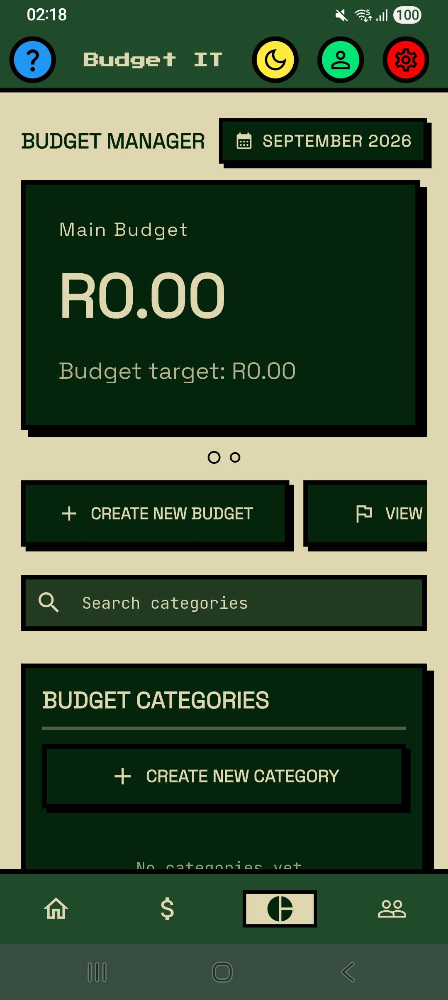 02:18
5
100
?
Budget IT
BUDGET MANAGER
SEPTEMBER 2026
Main Budget
R0.00
Budget target: R0.00
+ CREATE NEW BUDGET
VIEW
Search categories
BUDGET CATEGORIES
+ CREATE NEW CATEGORY
No categories yet
$